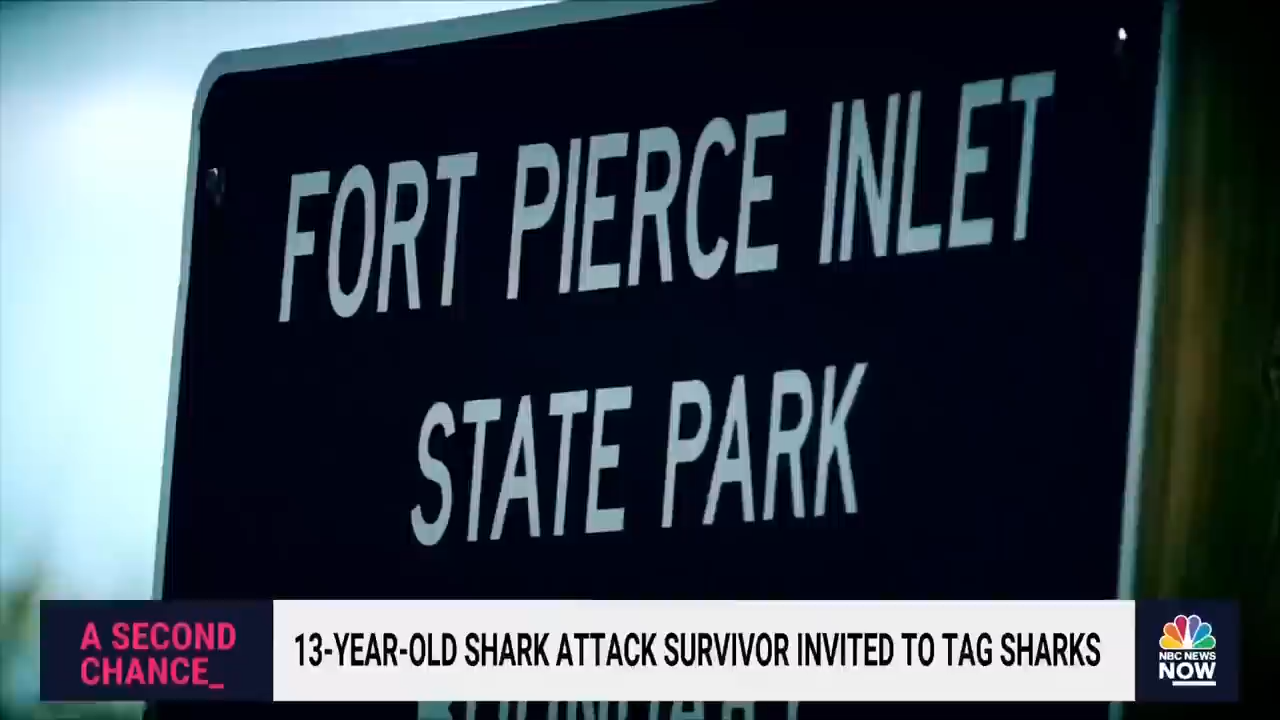 FORT PIERCE INLET
STATE PARK
A SECOND
CHANCE_
13-YEAR-OLD SHARK ATTACK SURVIVOR INVITED TO TAG SHARKS
NBC NEWS
NOW